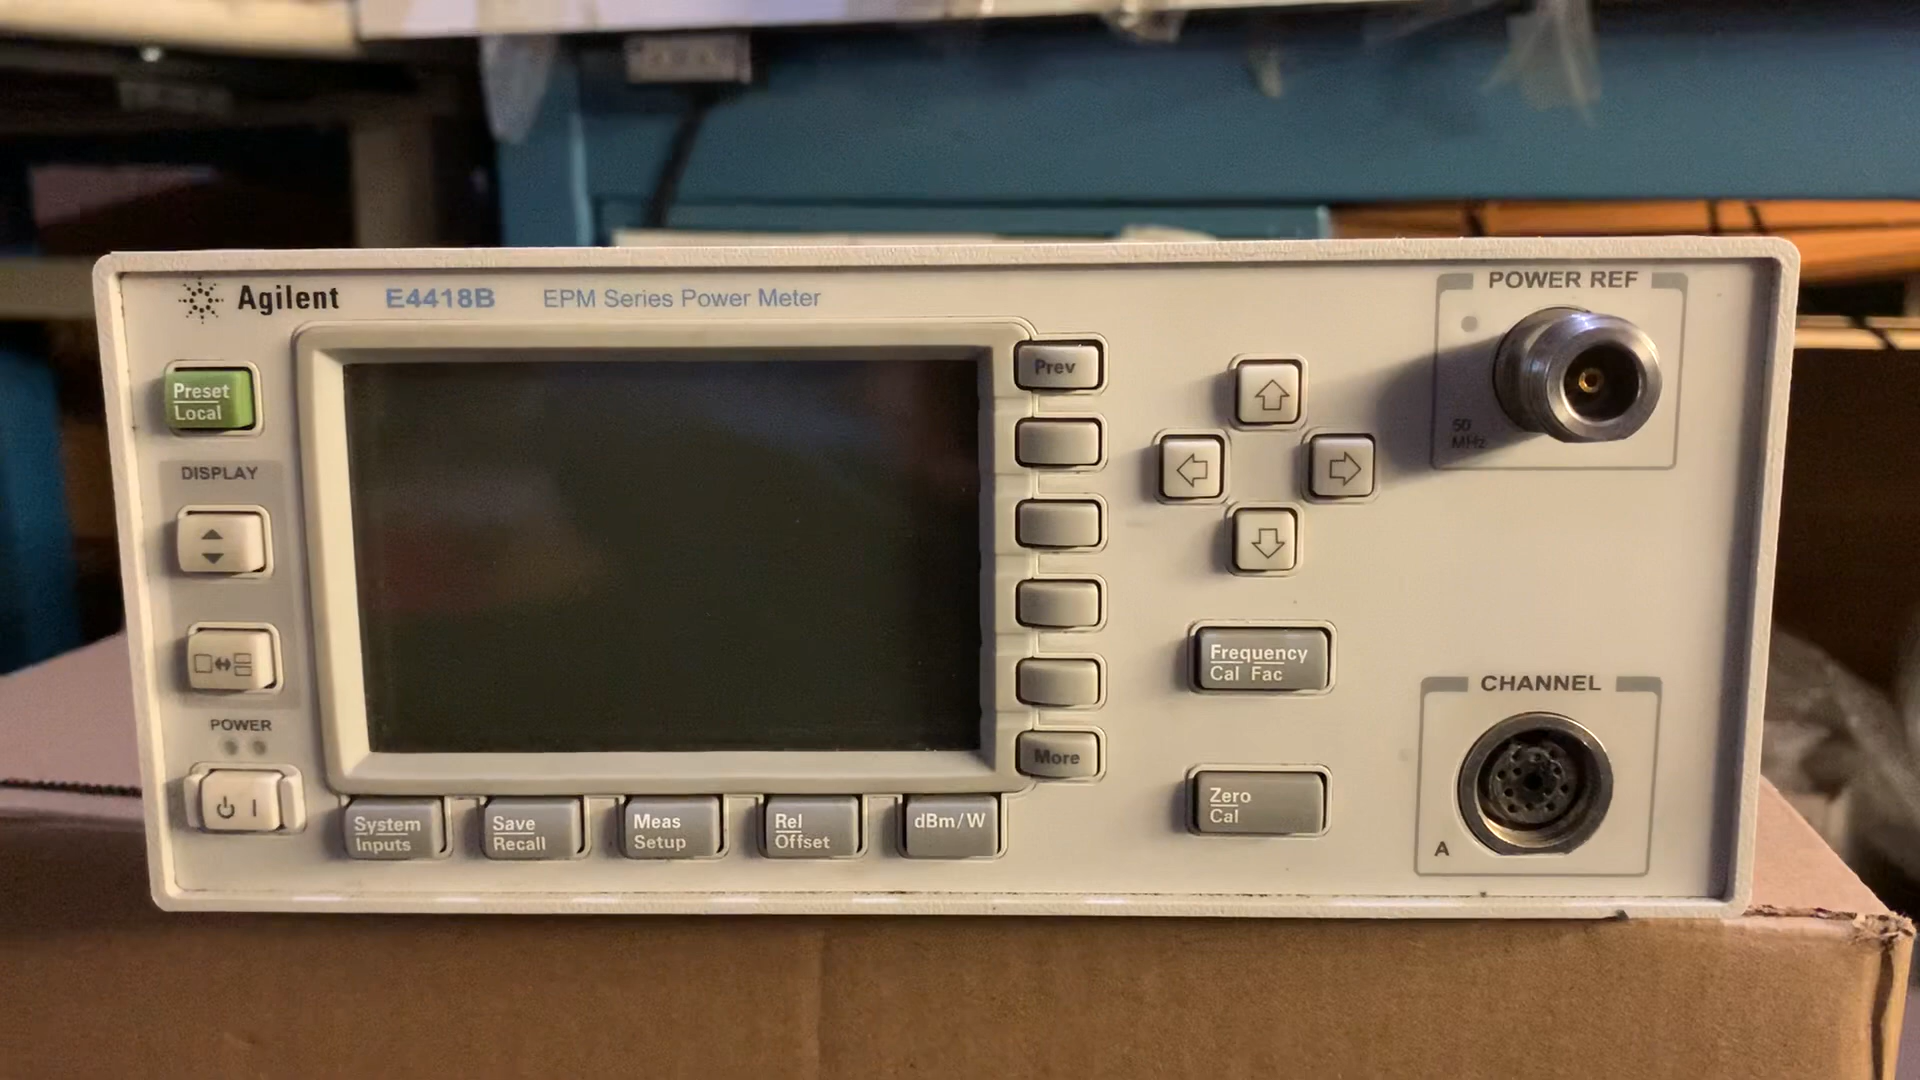 Agilent E4418B EPM Series Power Meter
POWER REF
Preset
Local
Prev
50
MHz
DISPLAY
Frequency
Cal Fac
CHANNEL
POWER
More
Zero
Cal
System
Inputs
Save
Recall
Meas
Setup
Rel
Offset
dBm/W
A